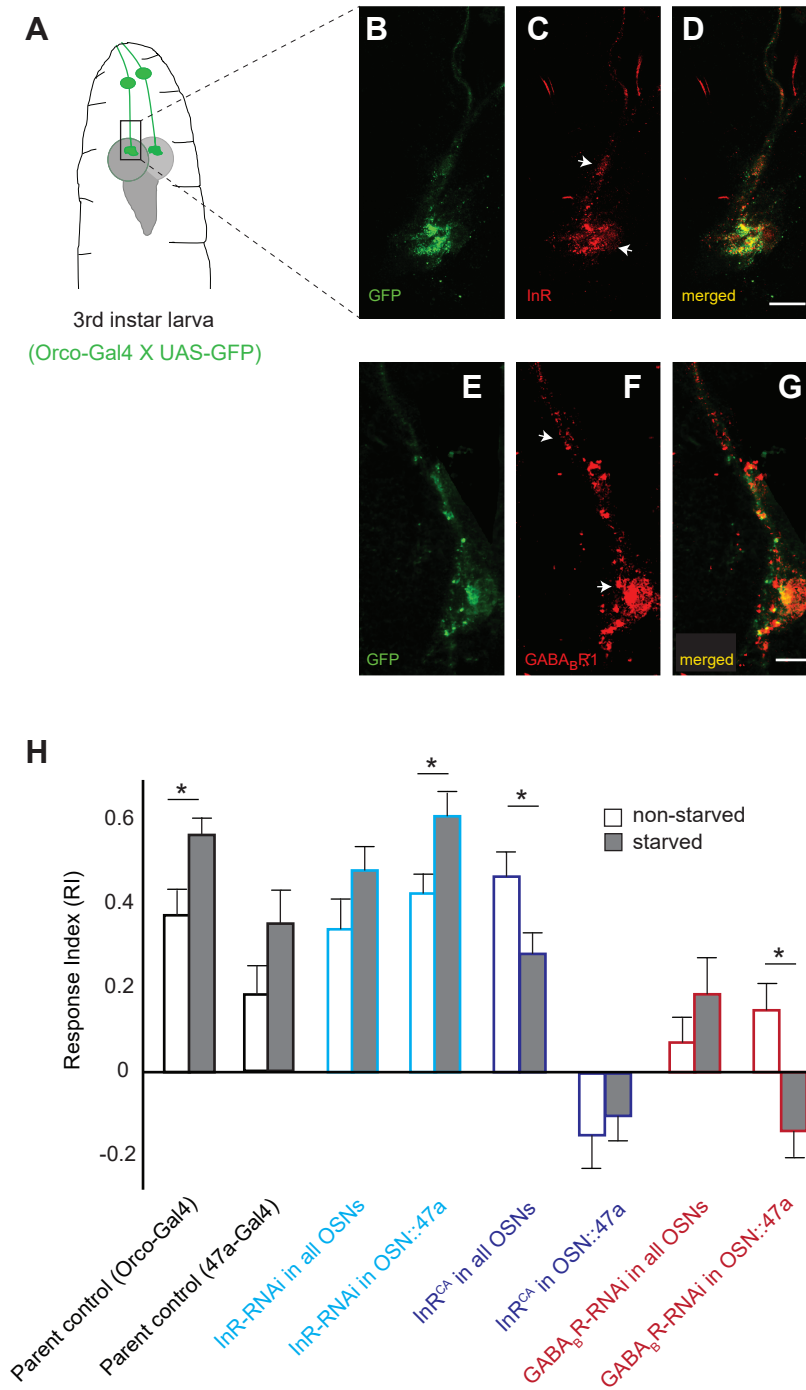 A
B
C
D
GFP
InR
merged
3rd instar larva
(Orco-Gal4 X UAS-GFP)
E
F
G
GFP
GABABR1
merged
H
Response Index (RI)
0.6
0.4
0.2
0
-0.2
*
*
*
*
non-starved
starved
Parent control (Orco-Gal4)
Parent control (47a-Gal4)
InR-RNAi in all OSNs
InR-RNAi in OSN::47a
InRCA in all OSNs
InRCA in OSN::47a
GABABR-RNAi in all OSNs
GABABR-RNAi in OSN::47a